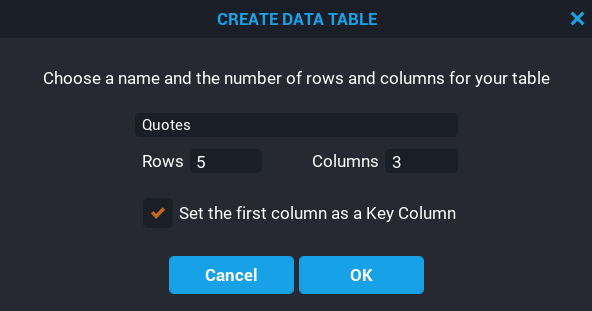 CREATE DATA TABLE
Choose a name and the number of rows and columns for your table
Quotes
Rows 5 Columns 3
Set the first column as a Key Column
Cancel OK